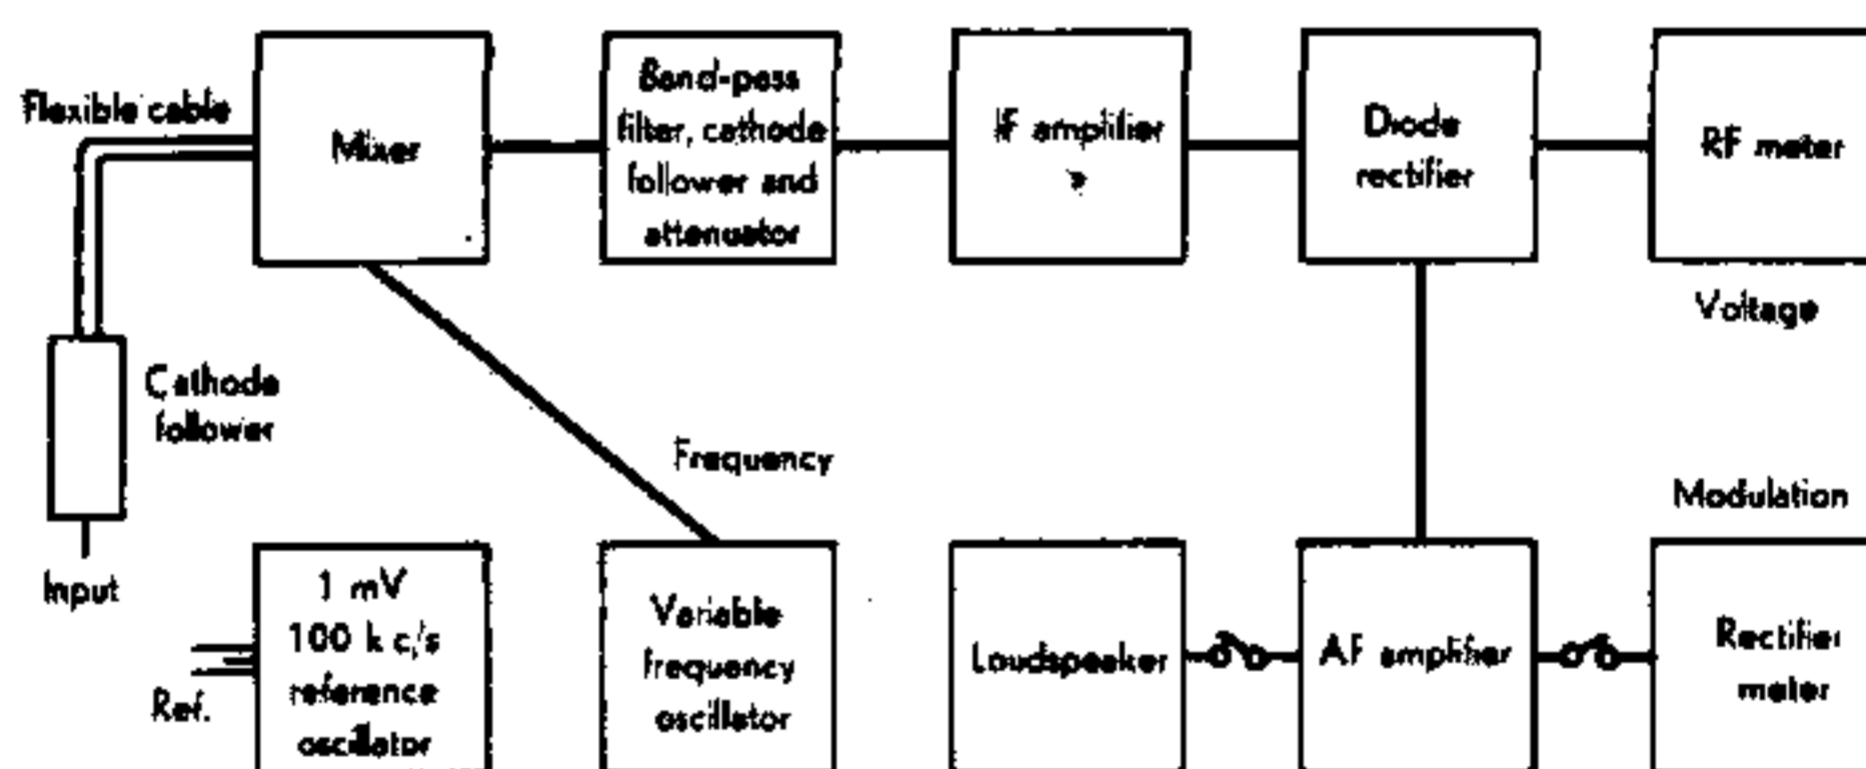 Flexible cable
Mixer
Band-pass
filter, cathode
follower and
attenuator
IF amplifier
Diode
rectifier
RF meter
Voltage
Cathode
follower
Input
Frequency
Modulation
1 mV
100 k c/s
reference
oscillator
Ref.
Variable
frequency
oscillator
Loudspeaker
AF amplifier
Rectifier
meter